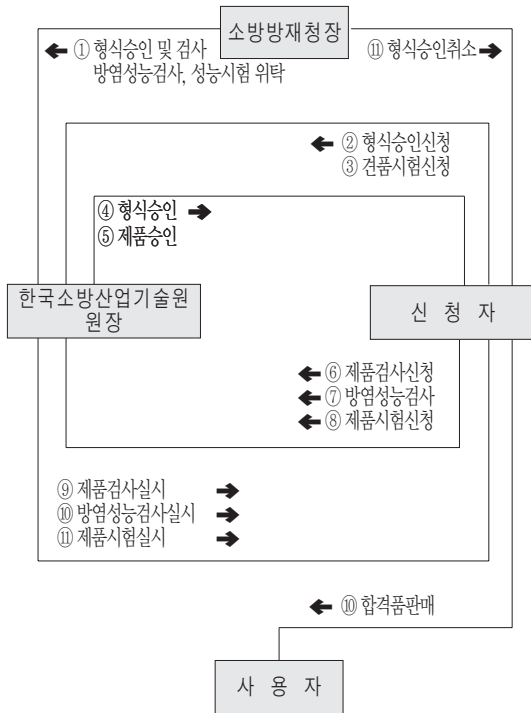 소방방재청장
① 형식승인 및 검사
방염성능검사, 성능시험 위탁
⑪ 형식승인취소
② 형식승인신청
③ 견품시험신청
④ 형식승인
⑤ 제품승인
한국소방산업기술원
원장
신 청 자
⑥ 제품검사신청
⑦ 방염성능검사
⑧ 제품시험신청
⑨ 제품검사실시
⑩ 방염성능검사실시
⑪ 제품시험실시
⑩ 합격품판매
사 용 자